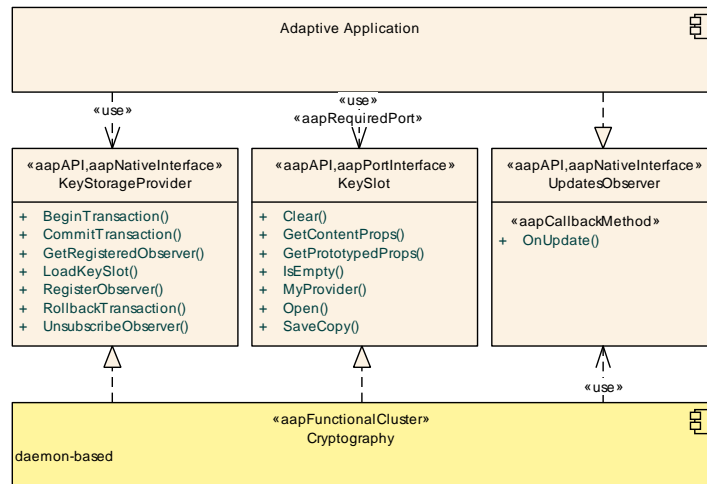 Adaptive Application
«use»
«use»
«aapRequiredPort»
«aapAPI,aapNativeInterface»
KeyStorageProvider
+ BeginTransaction()
+ CommitTransaction()
+ GetRegisteredObserver()
+ LoadKeySlot()
+ RegisterObserver()
+ RollbackTransaction()
+ UnsubscribeObserver()
«aapAPI,aapPortInterface»
KeySlot
+ Clear()
+ GetContentProps()
+ GetPrototypedProps()
+ IsEmpty()
+ MyProvider()
+ Open()
+ SaveCopy()
«aapAPI,aapNativeInterface»
UpdatesObserver
«aapCallbackMethod»
+ OnUpdate()
«use»
«aapFunctionalCluster»
Cryptography
daemon-based